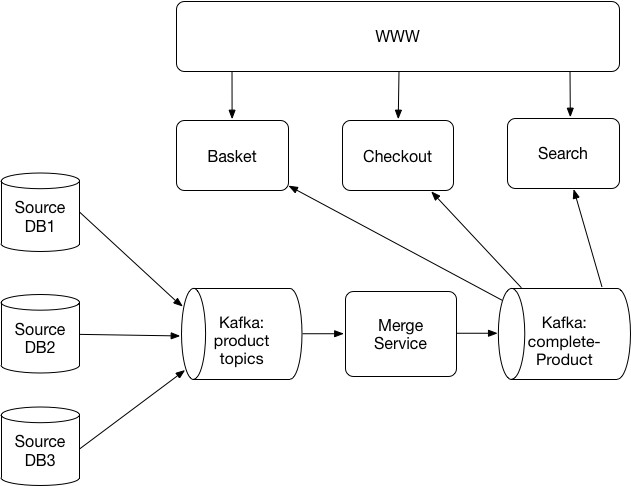 WWW
Basket
Checkout
Search
Source
DB1
Source
DB2
Source
DB3
Kafka:
product
topics
Merge
Service
Kafka:
complete-
Product